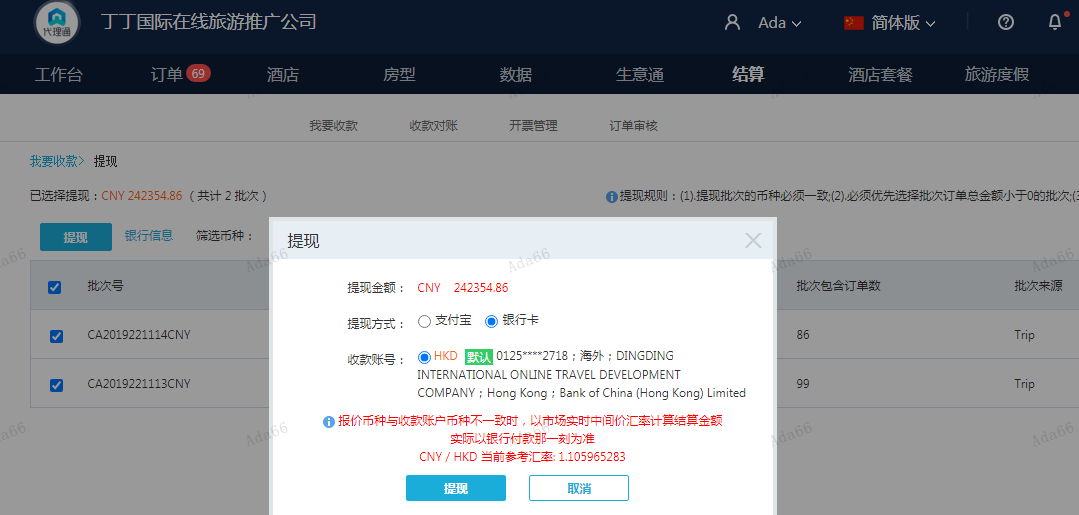 代理通
丁丁国际在线旅游推广公司
Ada
简体版
工作台
订单 69
酒店
房型
数据
生意通
结算
酒店套餐
旅游度假
我要收款
收款对账
开票管理
订单审核
我要收款> 提现
已选择提现：CNY 242354.86 （ 共计 2 批次 ）
提现规则：(1).提现批次的币种必须一致;(2).必须优先选择批次订单总金额小于0的批次;(3
提现
银行信息
筛选币种：
批次号
批次包含订单数
批次来源
CA2019221114CNY
86
Trip
CA2019221113CNY
99
Trip
提现
提现金额： CNY 242354.86
提现方式： 支付宝 银行卡
收款账号： HKD 默认 0125****2718；海外；DINGDING
INTERNATIONAL ONLINE TRAVEL DEVELOPMENT
COMPANY；Hong Kong；Bank of China (Hong Kong) Limited
报价币种与收款账户币种不一致时，以市场实时中间价汇率计算结算金额
实际以银行付款那一刻为准
CNY / HKD 当前参考汇率: 1.105965283
提现
取消
Ada66
Ada66
Ada66
Ada66
Ada66
Ada66
Ada66
Ada66